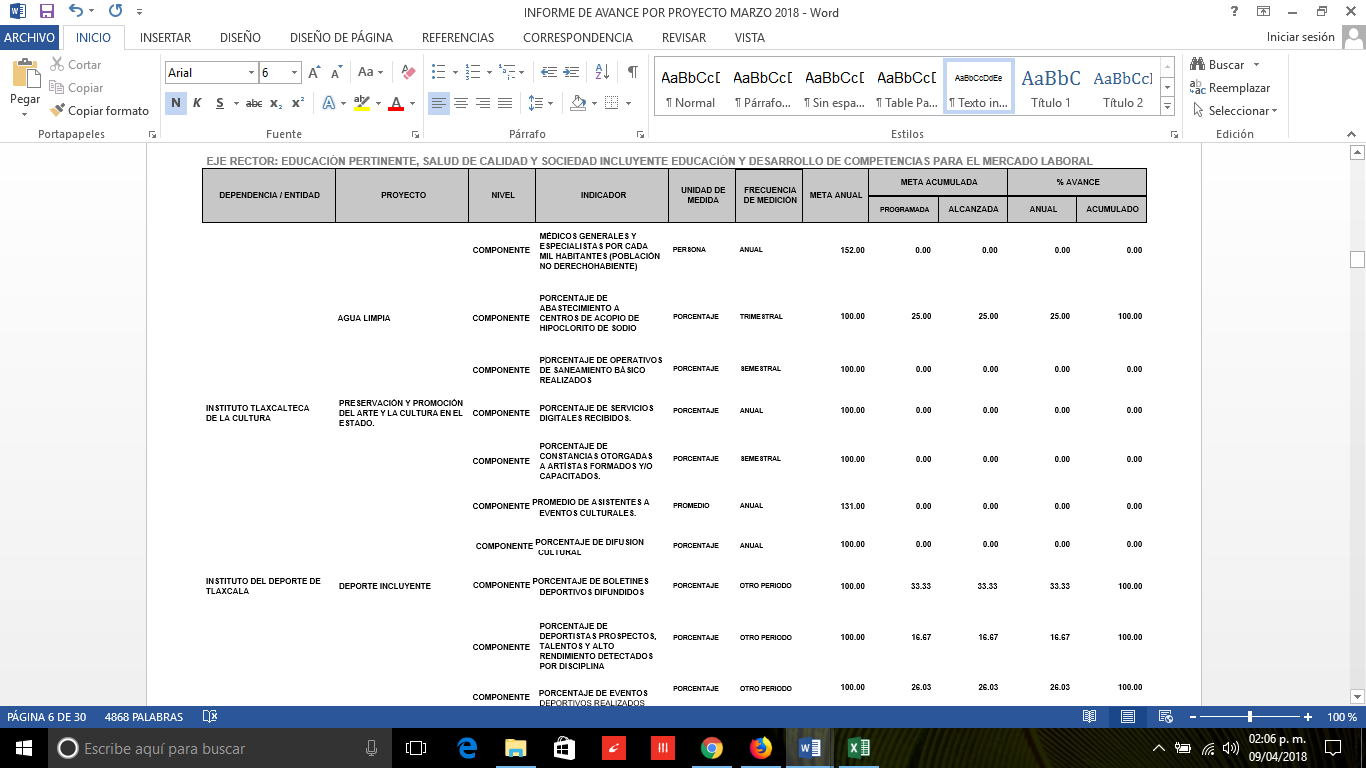 INFORME DE AVANCE POR PROYECTO MARZO 2018 - Word
ARCHIVO INICIO INSERTAR DISEÑO DISEÑO DE PÁGINA REFERENCIAS CORRESPONDENCIA REVISAR VISTA Iniciar sesión
Pegar
Cortar
Copiar
Copiar formato
Portapapeles
Arial 6
N K S abc x₂ x²
Fuente
Párrafo
AaBbCcI AaBbCcI AaBbCcI AaBbCcI AaBbCcDdEe AaBbC AaBbCcI
¶ Normal ¶ Párrafo... ¶ Sin espa... ¶ Table Pa... ¶ Texto in... Título 1 Título 2
Estilos
Buscar
Reemplazar
Seleccionar
Edición
EJE RECTOR: EDUCACIÓN PERTINENTE, SALUD DE CALIDAD Y SOCIEDAD INCLUYENTE EDUCACIÓN Y DESARROLLO DE COMPETENCIAS PARA EL MERCADO LABORAL
DEPENDENCIA / ENTIDAD PROYECTO NIVEL INDICADOR UNIDAD DE MEDIDA FRECUENCIA DE MEDICIÓN META ANUAL META ACUMULADA % AVANCE
PROGRAMADA ALCANZADA ANUAL ACUMULADO
MÉDICOS GENERALES Y
ESPECIALISTAS POR CADA
COMPONENTE MIL HABITANTES (POBLACIÓN PERSONA ANUAL 152.00 0.00 0.00 0.00 0.00
NO DERECHOHABIENTE)
PORCENTAJE DE
ABASTECIMIENTO A
AGUA LIMPIA COMPONENTE CENTROS DE ACOPIO DE PORCENTAJE TRIMESTRAL 100.00 25.00 25.00 25.00 100.00
HIPOCLORITO DE SODIO
PORCENTAJE DE OPERATIVOS
COMPONENTE DE SANEAMIENTO BÁSICO PORCENTAJE SEMESTRAL 100.00 0.00 0.00 0.00 0.00
REALIZADOS
INSTITUTO TLAXCALTECA
DE LA CULTURA
PRESERVACIÓN Y PROMOCIÓN
DEL ARTE Y LA CULTURA EN EL
ESTADO.
COMPONENTE PORCENTAJE DE SERVICIOS PORCENTAJE ANUAL 100.00 0.00 0.00 0.00 0.00
DIGITALES RECIBIDOS.
PORCENTAJE DE
CONSTANCIAS OTORGADAS
COMPONENTE A ARTÍSTAS FORMADOS Y/O PORCENTAJE SEMESTRAL 100.00 0.00 0.00 0.00 0.00
CAPACITADOS.
COMPONENTE PROMEDIO DE ASISTENTES A PROMEDIO ANUAL 131.00 0.00 0.00 0.00 0.00
EVENTOS CULTURALES.
COMPONENTE PORCENTAJE DE DIFUSION PORCENTAJE ANUAL 100.00 0.00 0.00 0.00 0.00
CULTURAL
INSTITUTO DEL DEPORTE DE
TLAXCALA
DEPORTE INCLUYENTE COMPONENTE PORCENTAJE DE BOLETINES PORCENTAJE OTRO PERIODO 100.00 33.33 33.33 33.33 100.00
DEPORTIVOS DIFUNDIDOS
PORCENTAJE DE
DEPORTISTAS PROSPECTOS, PORCENTAJE OTRO PERIODO 100.00 16.67 16.67 16.67 100.00
COMPONENTE TALENTOS Y ALTO
RENDIMIENTO DETECTADOS
POR DISCIPLINA
COMPONENTE PORCENTAJE DE EVENTOS PORCENTAJE OTRO PERIODO 100.00 26.03 26.03 26.03 100.00
DEPORTIVOS REALIZADOS
PÁGINA 6 DE 30 4868 PALABRAS 100 %
Escribe aquí para buscar
02:06 p. m.
09/04/2018